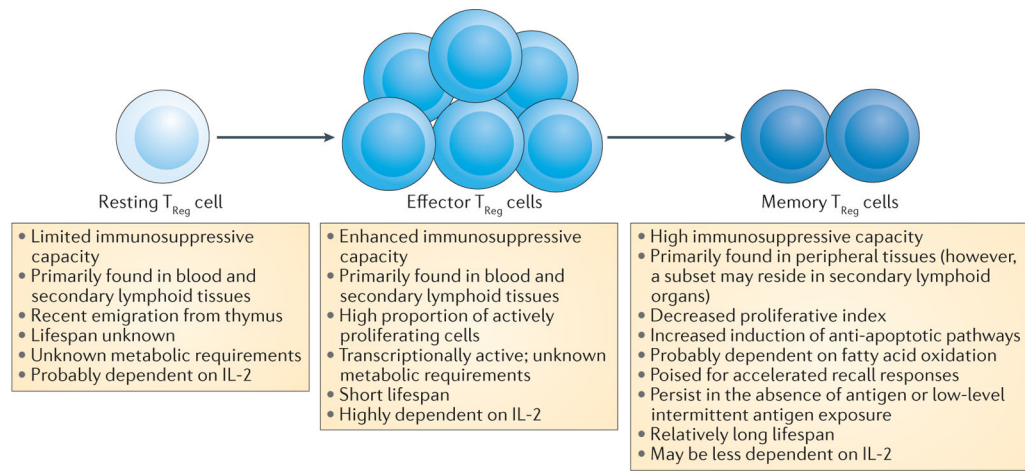 Resting TReg cell
Effector TReg cells
Memory TReg cells
• Limited immunosuppressive
capacity
• Primarily found in blood and
secondary lymphoid tissues
• Recent emigration from thymus
• Lifespan unknown
• Unknown metabolic requirements
• Probably dependent on IL-2
• Enhanced immunosuppressive
capacity
• Primarily found in blood and
secondary lymphoid tissues
• High proportion of actively
proliferating cells
• Transcriptionally active; unknown
metabolic requirements
• Short lifespan
• Highly dependent on IL-2
• High immunosuppressive capacity
• Primarily found in peripheral tissues (however,
a subset may reside in secondary lymphoid
organs)
• Decreased proliferative index
• Increased induction of anti-apoptotic pathways
• Probably dependent on fatty acid oxidation
• Poised for accelerated recall responses
• Persist in the absence of antigen or low-level
intermittent antigen exposure
• Relatively long lifespan
• May be less dependent on IL-2